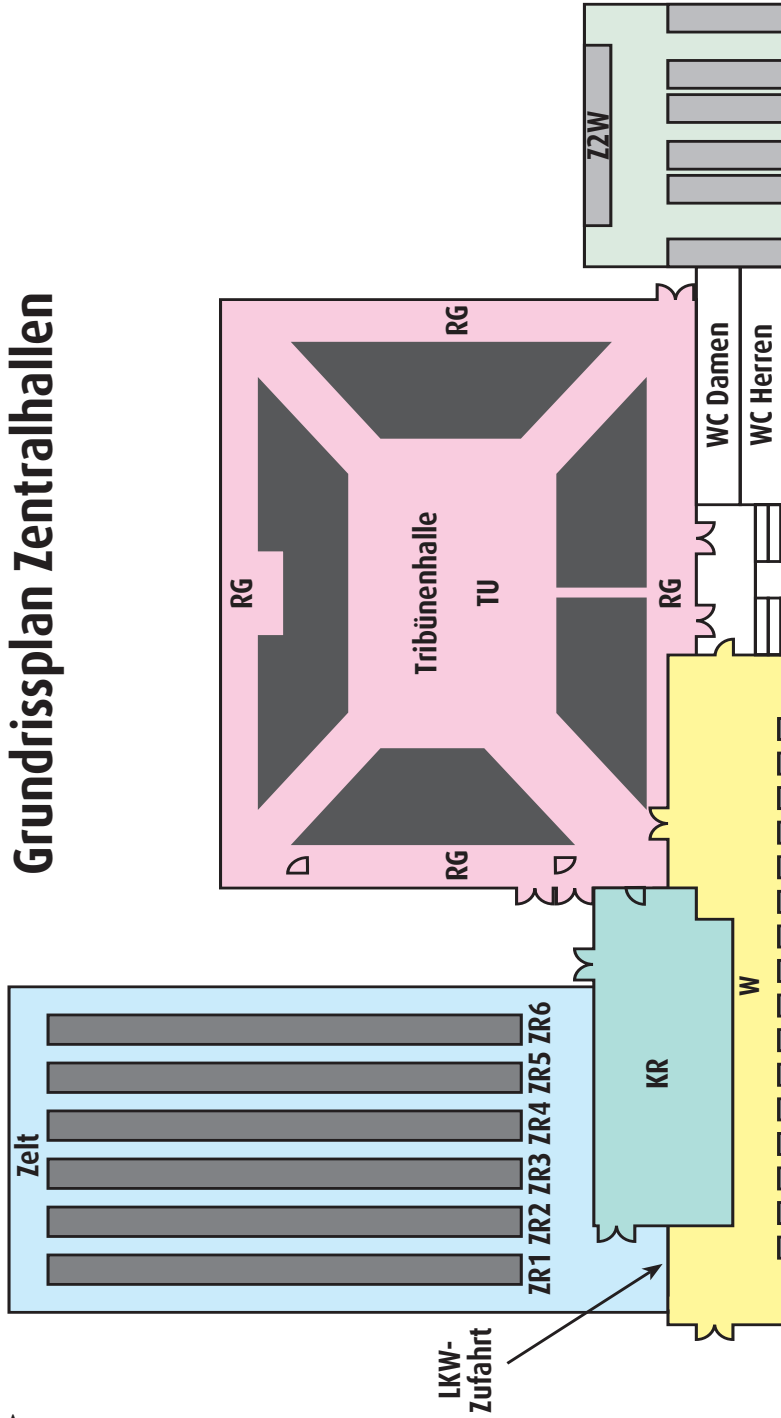 Grundrissplan Zentralhallen
Zelt
ZR1 ZR2 ZR3 ZR4 ZR5 ZR6
LKW-
Zufahrt
KR
W
RG
RG
Tribünenhalle
TU
RG
RG
WC Damen
WC Herren
Z2W